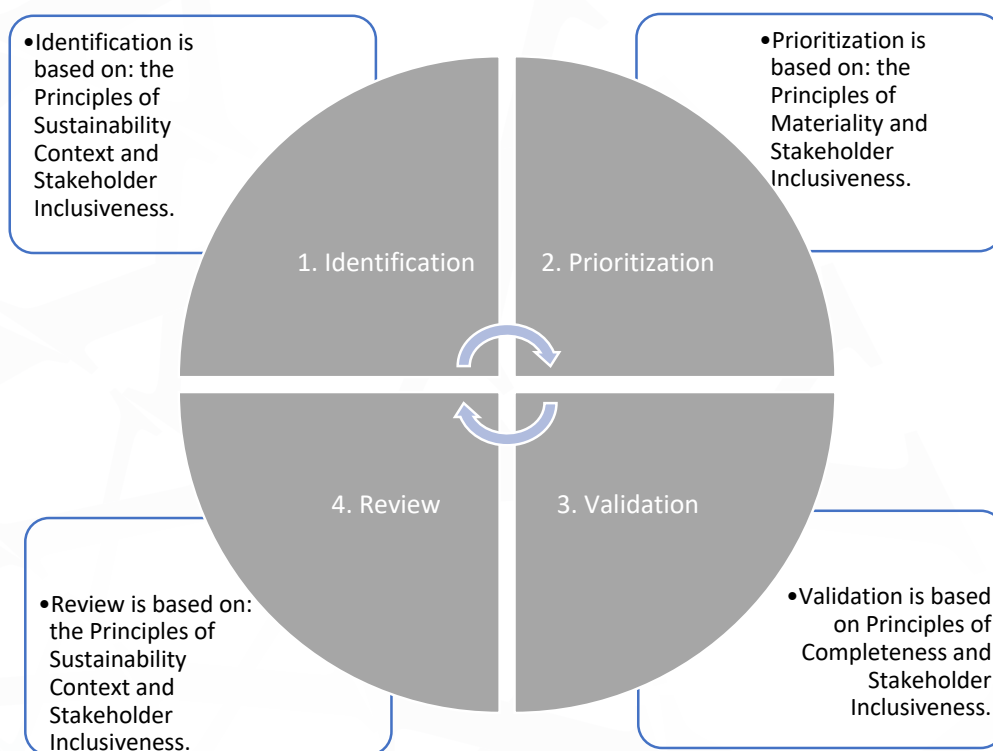 •Identification is
based on: the
Principles of
Sustainability
Context and
Stakeholder
Inclusiveness.
•Prioritization is
based on: the
Principles of
Materiality and
Stakeholder
Inclusiveness.
1. Identification
2. Prioritization
4. Review
3. Validation
•Review is based on:
the Principles of
Sustainability
Context and
Stakeholder
Inclusiveness.
•Validation is based
on Principles of
Completeness and
Stakeholder
Inclusiveness.